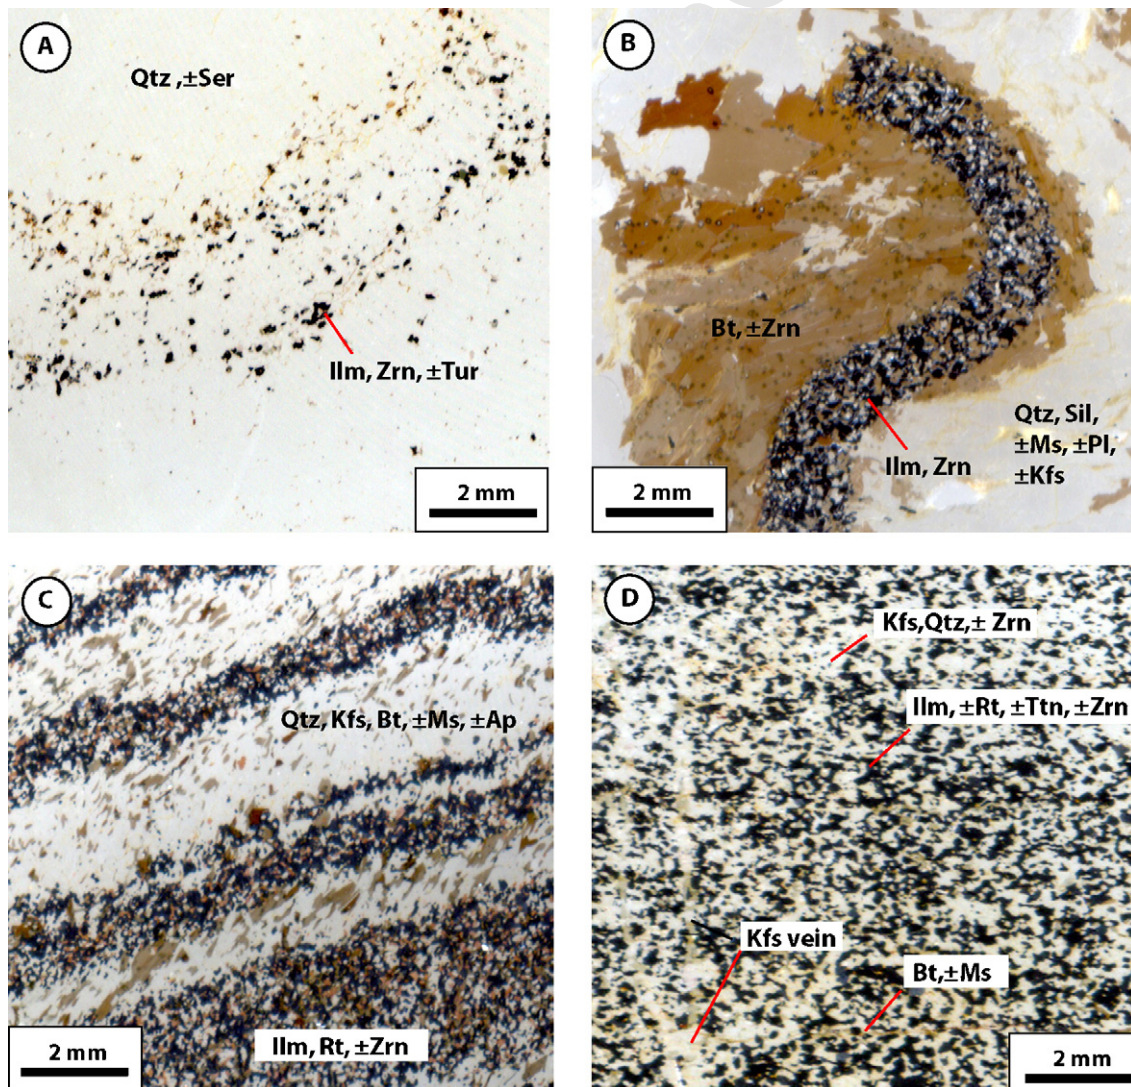 A
Qtz ,±Ser
Ilm, Zrn, ±Tur
2 mm
B
Bt, ±Zrn
Ilm, Zrn
Qtz, Sil,
±Ms, ±Pl,
±Kfs
2 mm
C
Qtz, Kfs, Bt, ±Ms, ±Ap
Ilm, Rt, ±Zrn
2 mm
D
Kfs,Qtz,± Zrn
Ilm, ±Rt, ±Ttn, ±Zrn
Kfs vein
Bt,±Ms
2 mm